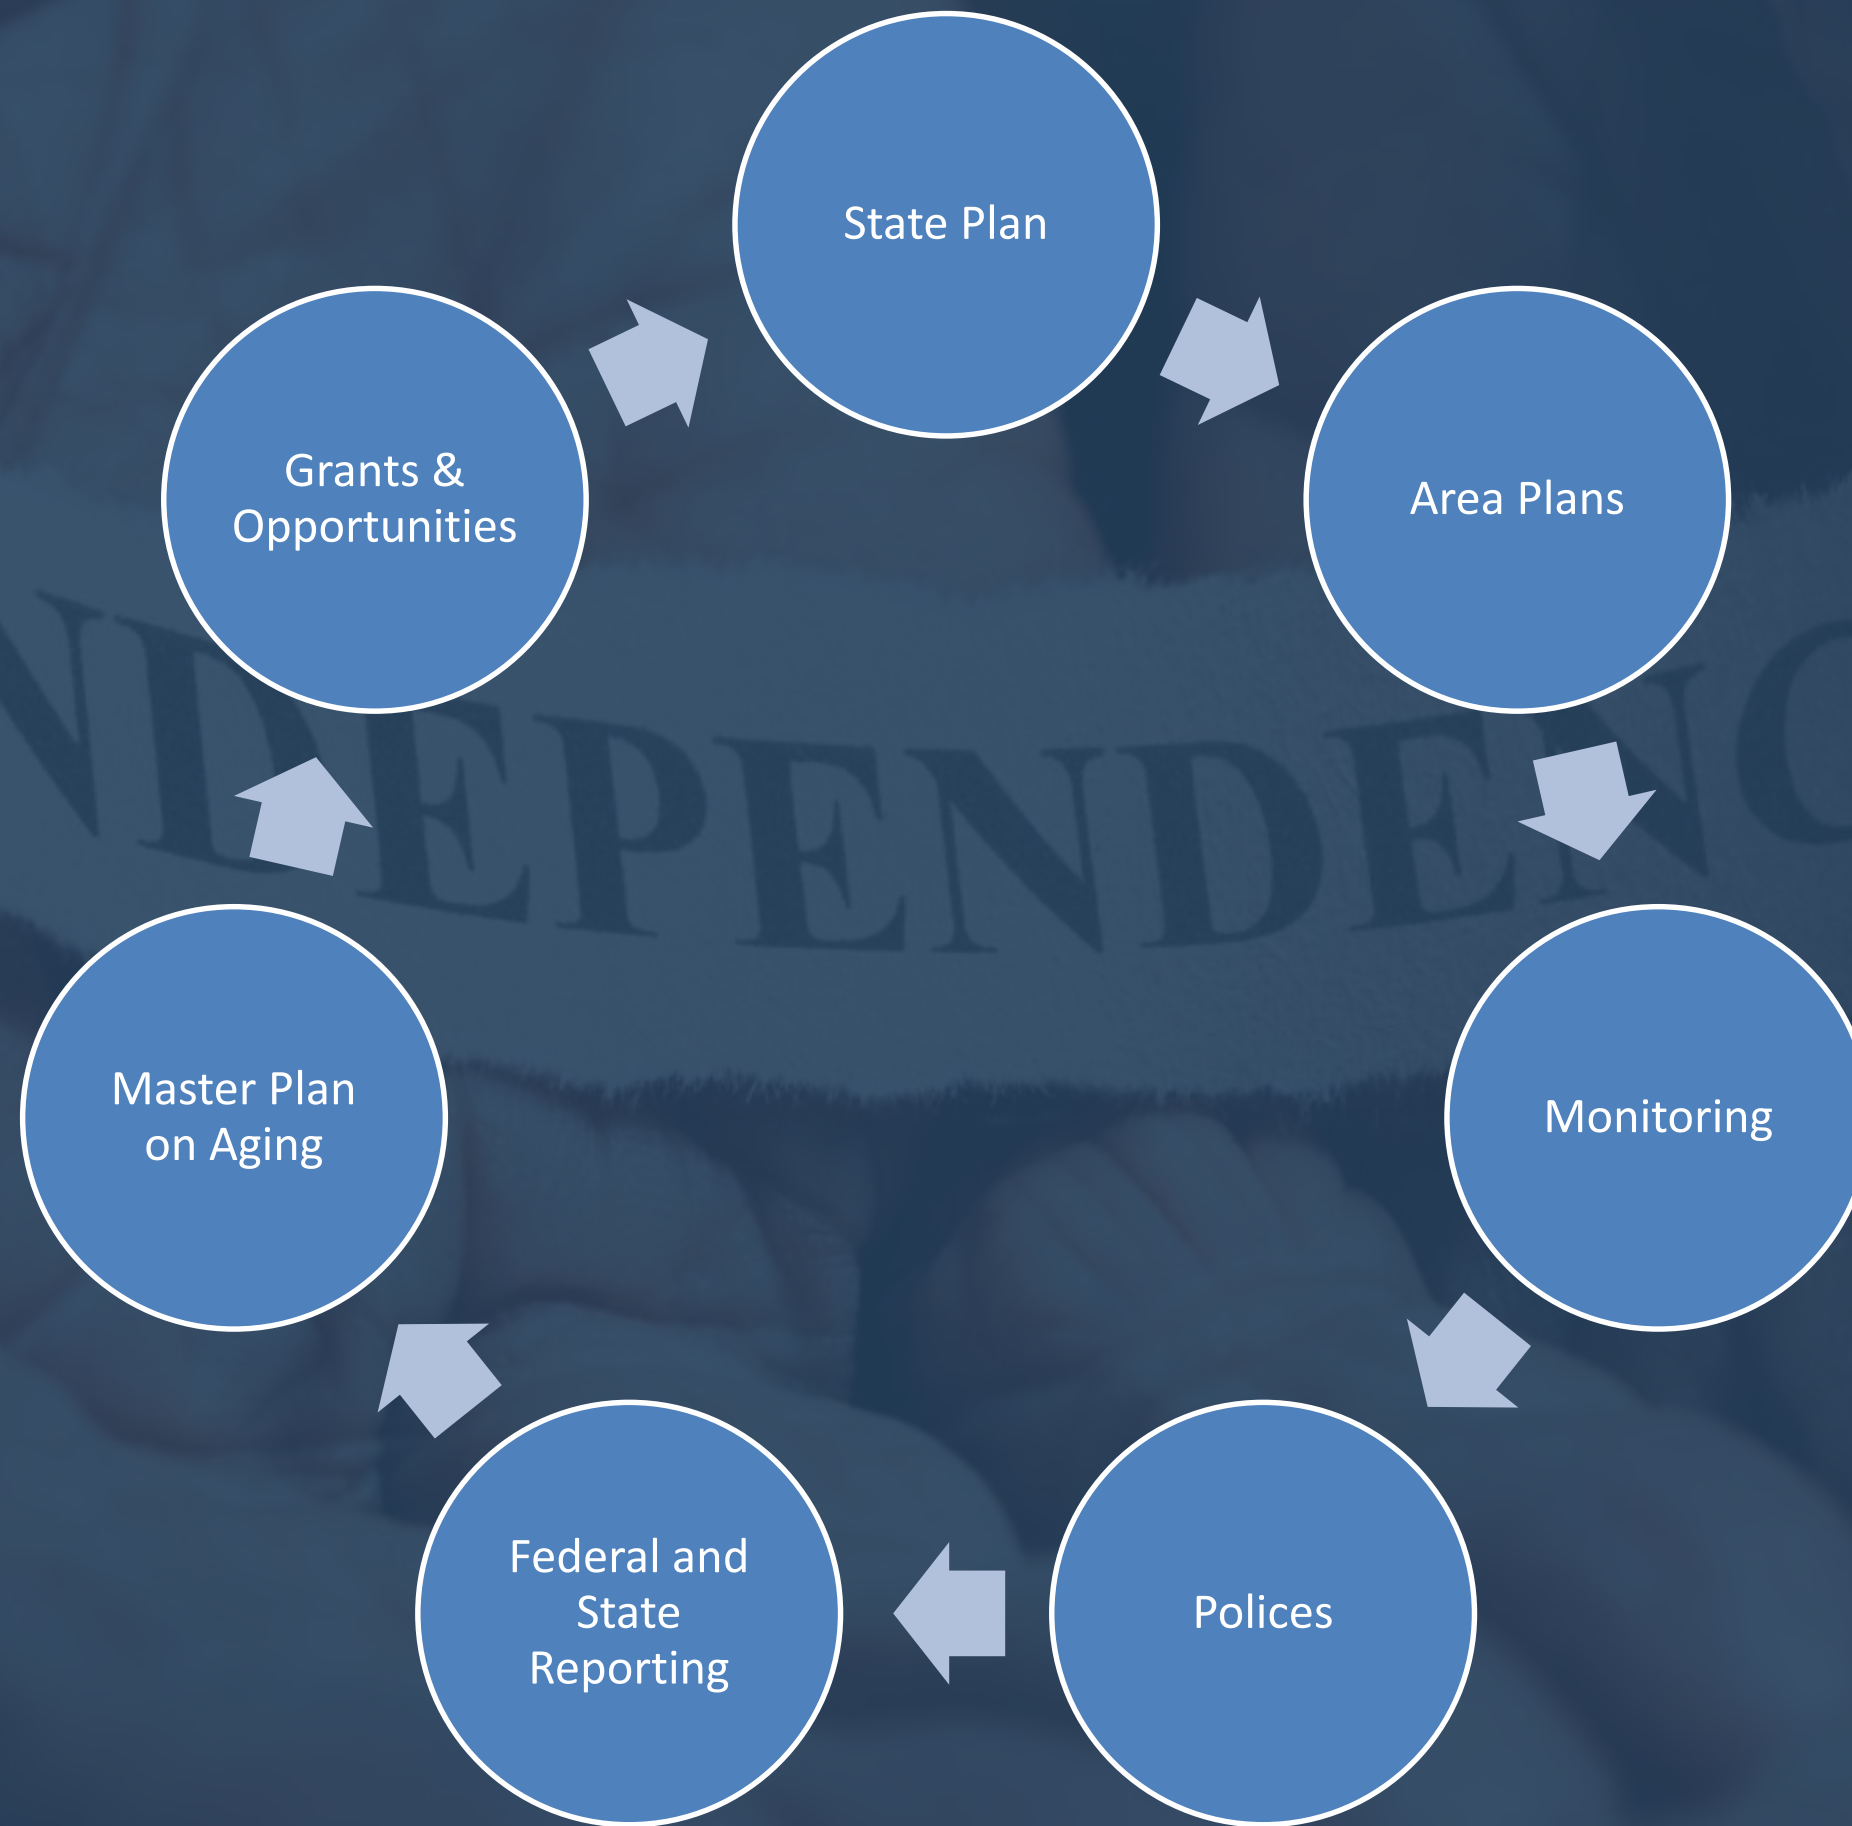 State Plan
Grants &
Opportunities
Area Plans
NDEPENDENC
Master Plan
on Aging
Monitoring
Federal and
State
Reporting
Polices